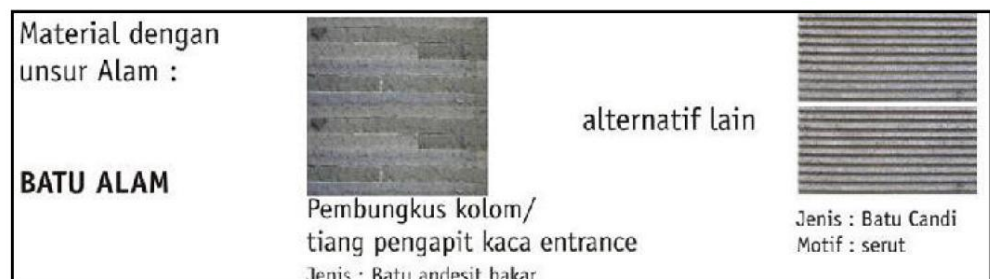 Material dengan
unsur Alam :
BATU ALAM
Pembungkus kolom/
tiang pengapit kaca entrance
Jenis : Batu andesit bakar
alternatif lain
Jenis : Batu Candi
Motif : serut